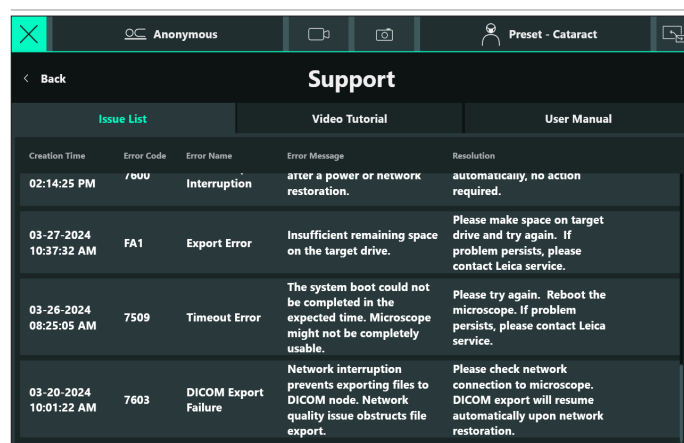 Anonymous
Preset - Cataract
Back
Support
Issue List
Video Tutorial
User Manual
Creation Time
Error Code
Error Name
Error Message
Resolution
02:14:25 PM
7600
Interruption
after a power or network
restoration.
automatically, no action
required.
03-27-2024
10:37:32 AM
FA1
Export Error
Insufficient remaining space
on the target drive.
Please make space on target
drive and try again. If
problem persists, please
contact Leica service.
03-26-2024
08:25:05 AM
7509
Timeout Error
The system boot could not
be completed in the
expected time. Microscope
might not be completely
usable.
Please try again. Reboot the
microscope. If problem
persists, please contact Leica
service.
03-20-2024
10:01:22 AM
7603
DICOM Export
Failure
Network interruption
prevents exporting files to
DICOM node. Network
quality issue obstructs file
export.
Please check network
connection to microscope.
DICOM export will resume
automatically upon network
restoration.